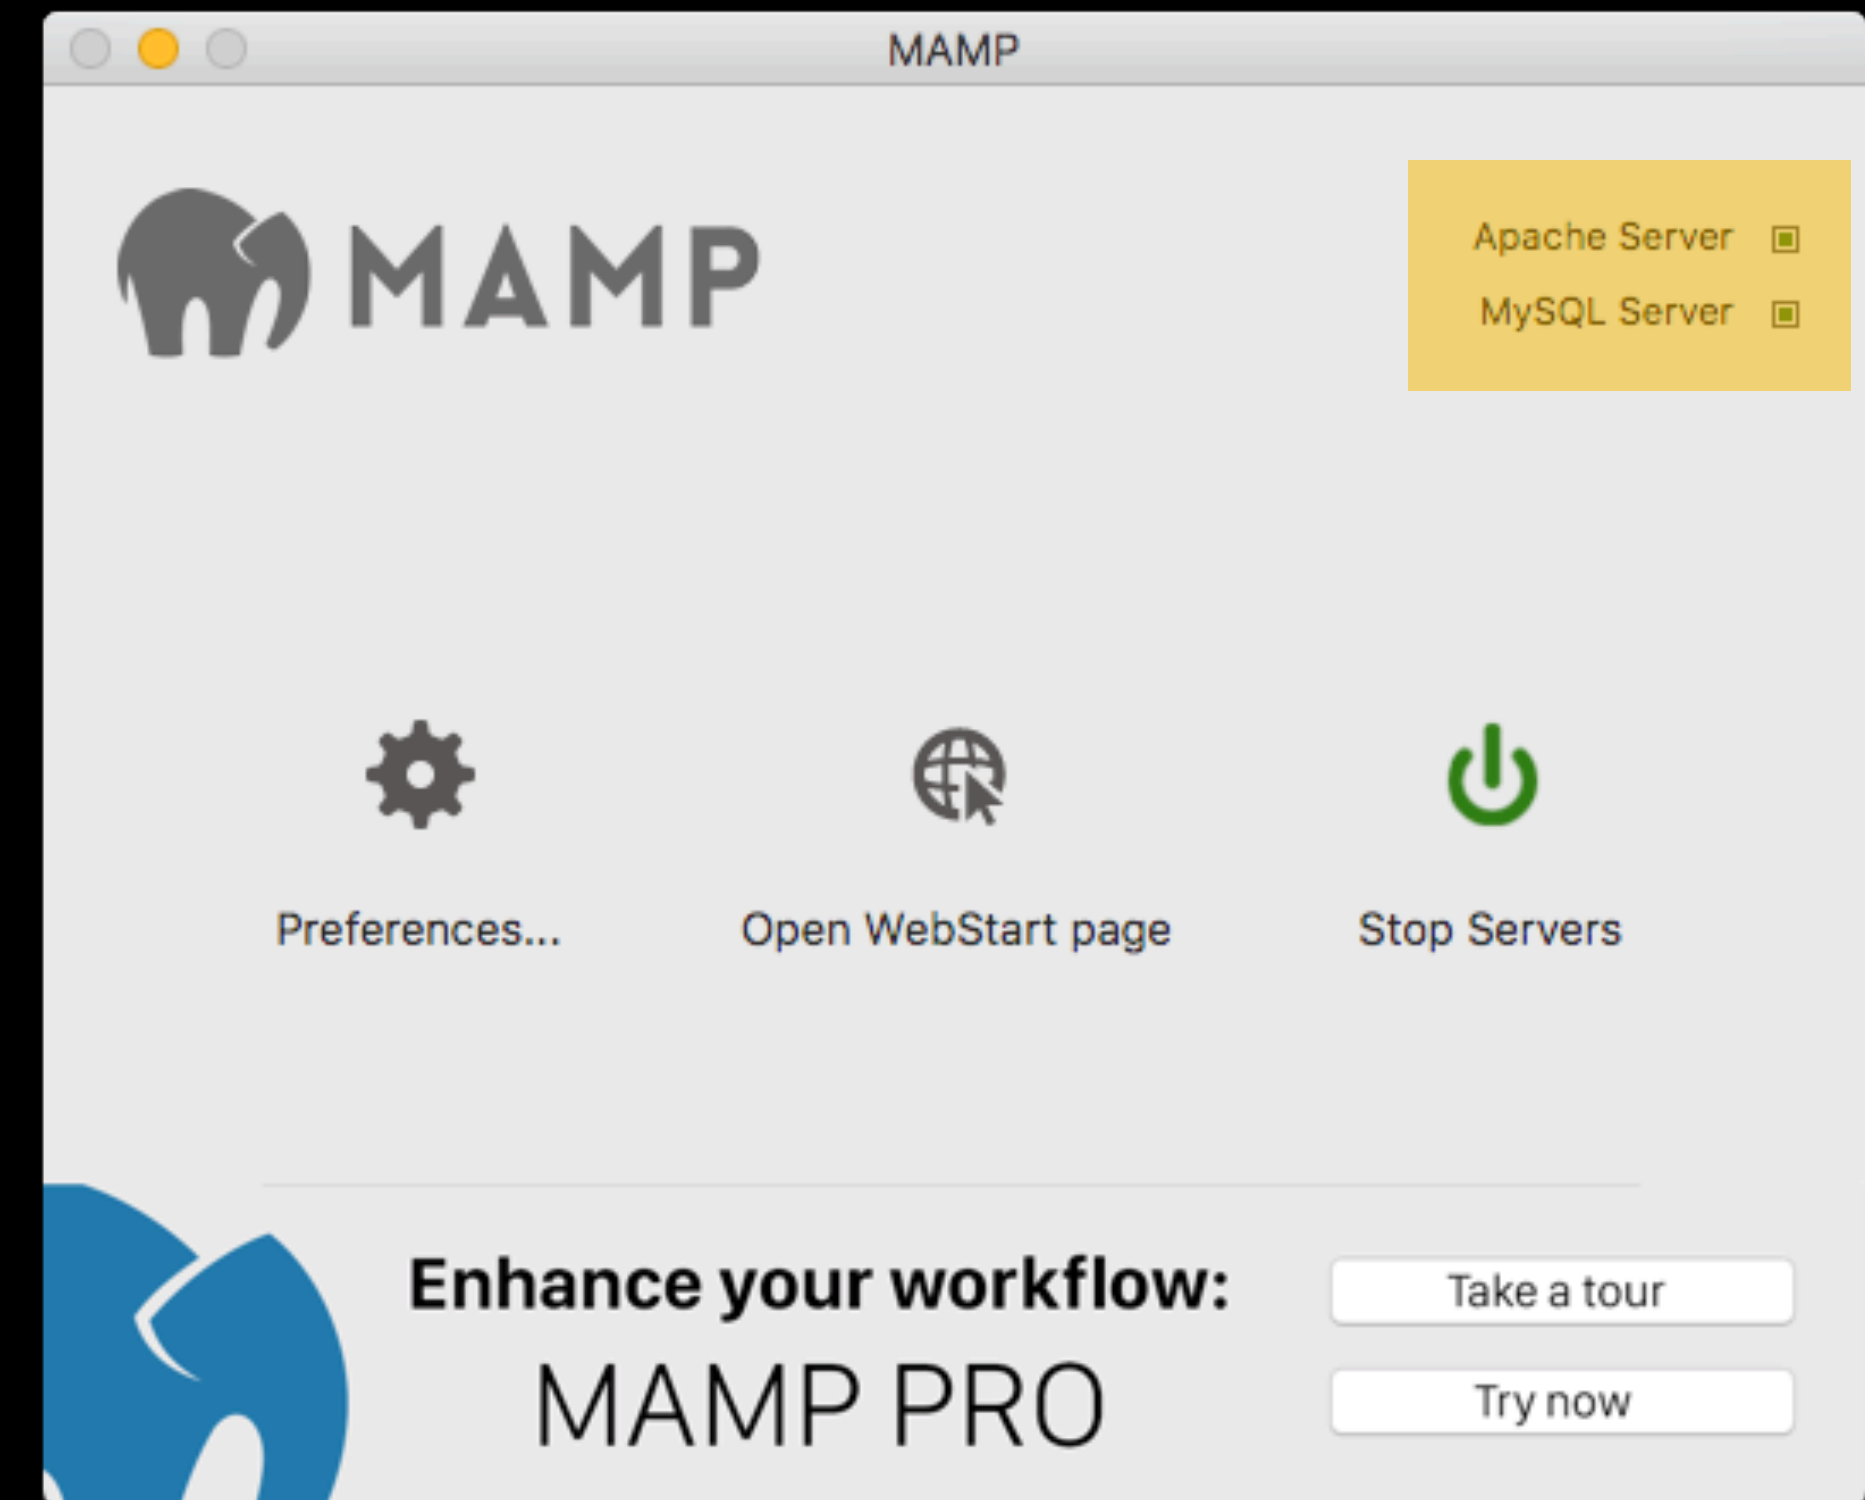 MAMP
MAMP
Apache Server
MySQL Server
Preferences...
Open WebStart page
Stop Servers
Enhance your workflow:
MAMP PRO
Take a tour
Try now